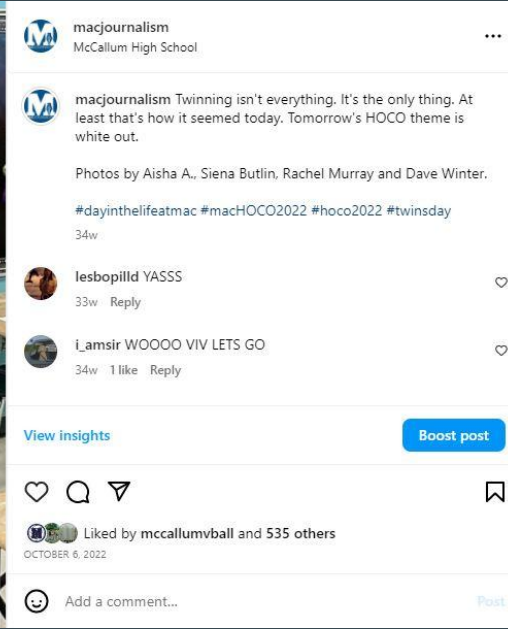 macjournalism
McCallum High School
macjournalism Twinning isn't everything. It's the only thing. At
least that's how it seemed today. Tomorrow's HOCO theme is
white out.
Photos by Aisha A., Siena Butlin, Rachel Murray and Dave Winter.
#dayinthelifeatmac #macHOCO2022 #hoco2022 #twinsday
34w
lesbopilld YASSS
33w Reply
i_amsir WOOOO VIV LETS GO
34w 1 like Reply
View insights
Boost post
Liked by mccallumvball and 535 others
OCTOBER 6, 2022
Add a comment...
Post